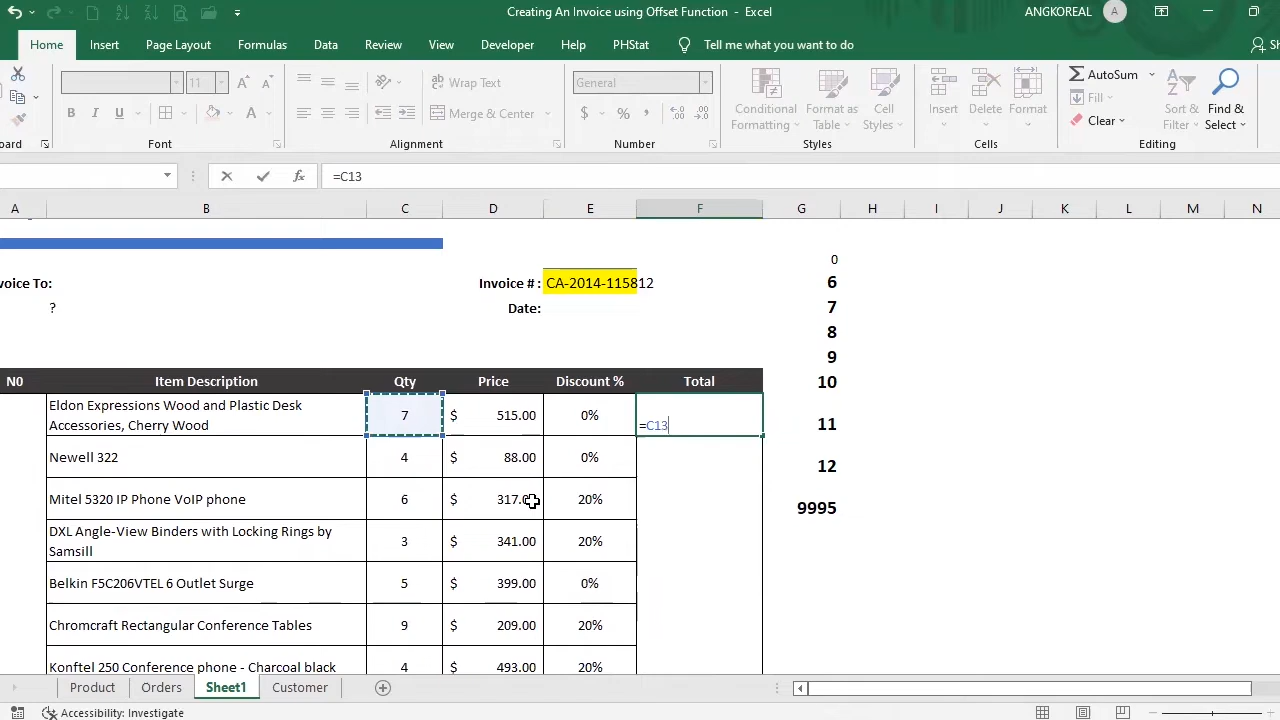 Creating An Invoice using Offset Function - Excel
ANGKOREAL A
Home Insert Page Layout Formulas Data Review View Developer Help PHStat Tell me what you want to do
11 Wrap Text General AutoSum
B I U Merge & Center $ % Conditional Formatting Format as Table Cell Styles Insert Delete Format Fill Clear Sort & Filter Find & Select
Font Alignment Number Styles Cells Editing
=C13
A B C D E F G H I J K L M N
0
Invoice # : CA-2014-115812 6
? Date: 7
8
9
N0 Item Description Qty Price Discount % Total 10
Eldon Expressions Wood and Plastic Desk
Accessories, Cherry Wood 7 $ 515.00 0% =C13 11
Newell 322 4 $ 88.00 0% 12
Mitel 5320 IP Phone VoIP phone 6 $ 20% 9995
DXL Angle-View Binders with Locking Rings by
Samsill 3 $ 341.00 20%
Belkin F5C206VTEL 6 Outlet Surge 5 $ 399.00 0%
Chromcraft Rectangular Conference Tables 9 $ 209.00 20%
Konftel 250 Conference phone - Charcoal black 4 $ 493.00 20%
Product Orders Sheet1 Customer
Accessibility: Investigate